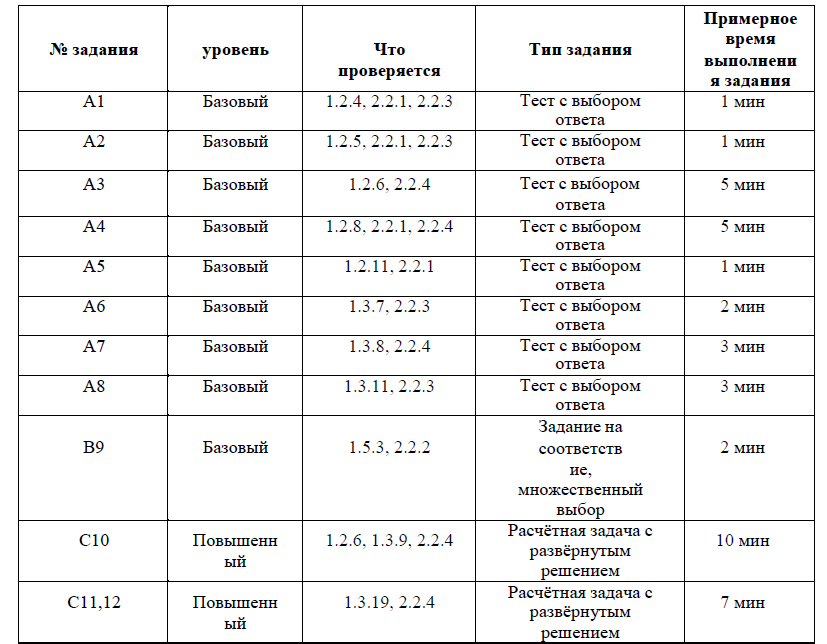 № задания уровень Что проверяется Тип задания Примерное время выполнени я задания
А1 Базовый 1.2.4, 2.2.1, 2.2.3 Тест с выбором ответа 1 мин
А2 Базовый 1.2.5, 2.2.1, 2.2.3 Тест с выбором ответа 1 мин
А3 Базовый 1.2.6, 2.2.4 Тест с выбором ответа 5 мин
А4 Базовый 1.2.8, 2.2.1, 2.2.4 Тест с выбором ответа 5 мин
А5 Базовый 1.2.11, 2.2.1 Тест с выбором ответа 1 мин
А6 Базовый 1.3.7, 2.2.3 Тест с выбором ответа 2 мин
А7 Базовый 1.3.8, 2.2.4 Тест с выбором ответа 3 мин
А8 Базовый 1.3.11, 2.2.3 Тест с выбором ответа 3 мин
В9 Базовый 1.5.3, 2.2.2 Задание на соответств ие, множественный выбор 2 мин
С10 Повышенн ый 1.2.6, 1.3.9, 2.2.4 Расчётная задача с развёрнутым решением 10 мин
С11,12 Повышенн ый 1.3.19, 2.2.4 Расчётная задача с развёрнутым решением 7 мин